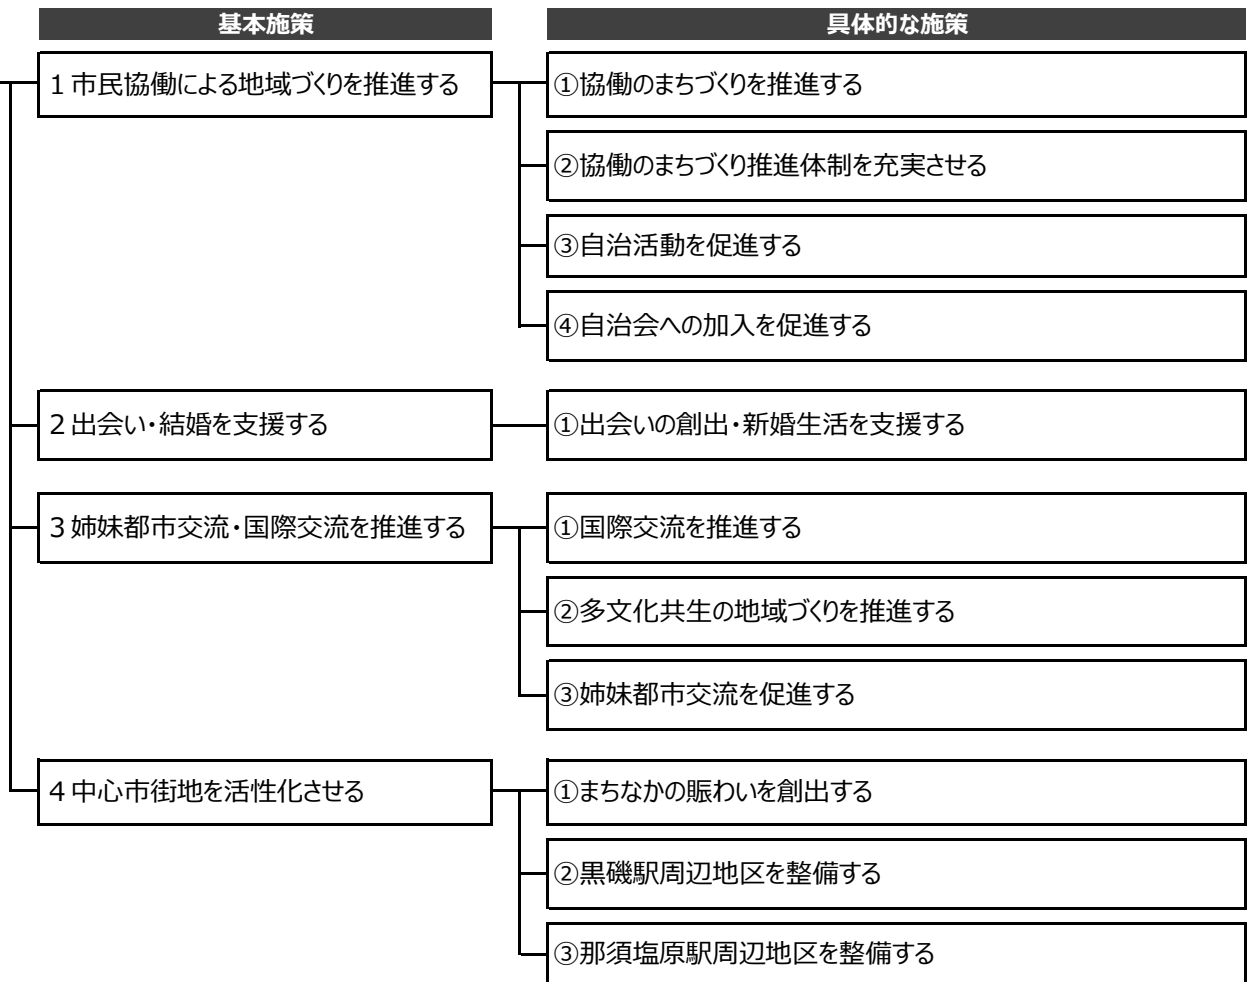 基本施策
具体的な施策
１市民協働による地域づくりを推進する
①協働のまちづくりを推進する
②協働のまちづくり推進体制を充実させる
③自治活動を促進する
④自治会への加入を促進する
２出会い・結婚を支援する
①出会いの創出・新婚生活を支援する
３姉妹都市交流・国際交流を推進する
①国際交流を推進する
②多文化共生の地域づくりを推進する
③姉妹都市交流を促進する
４中心市街地を活性化させる
①まちなかの賑わいを創出する
②黒磯駅周辺地区を整備する
③那須塩原駅周辺地区を整備する